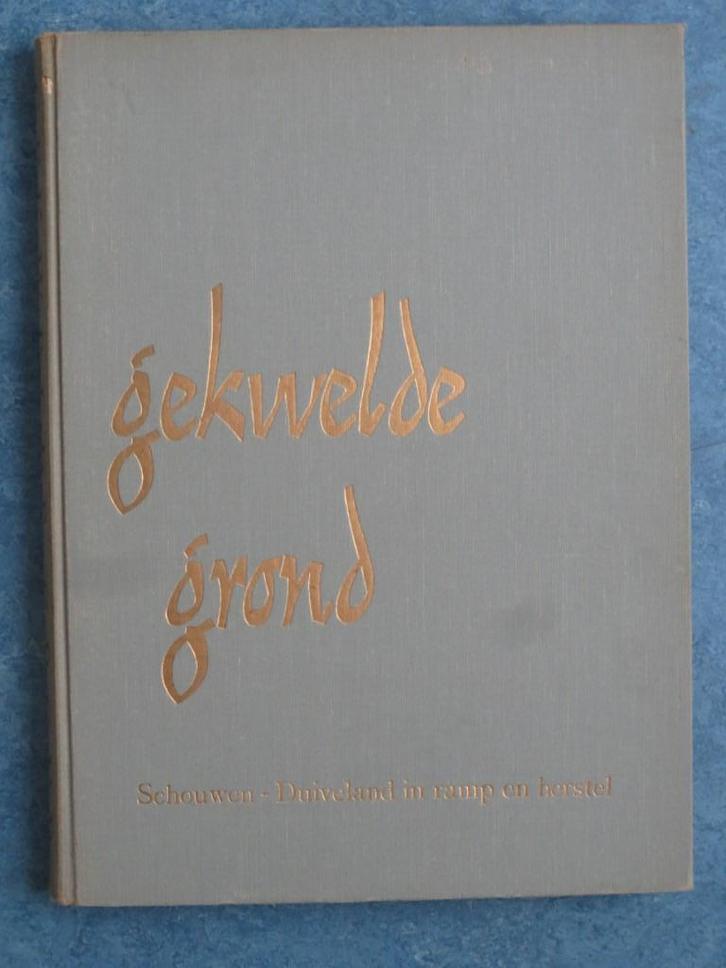 gekwelde
grond
Schouwen - Duiveland in ramp en herstel